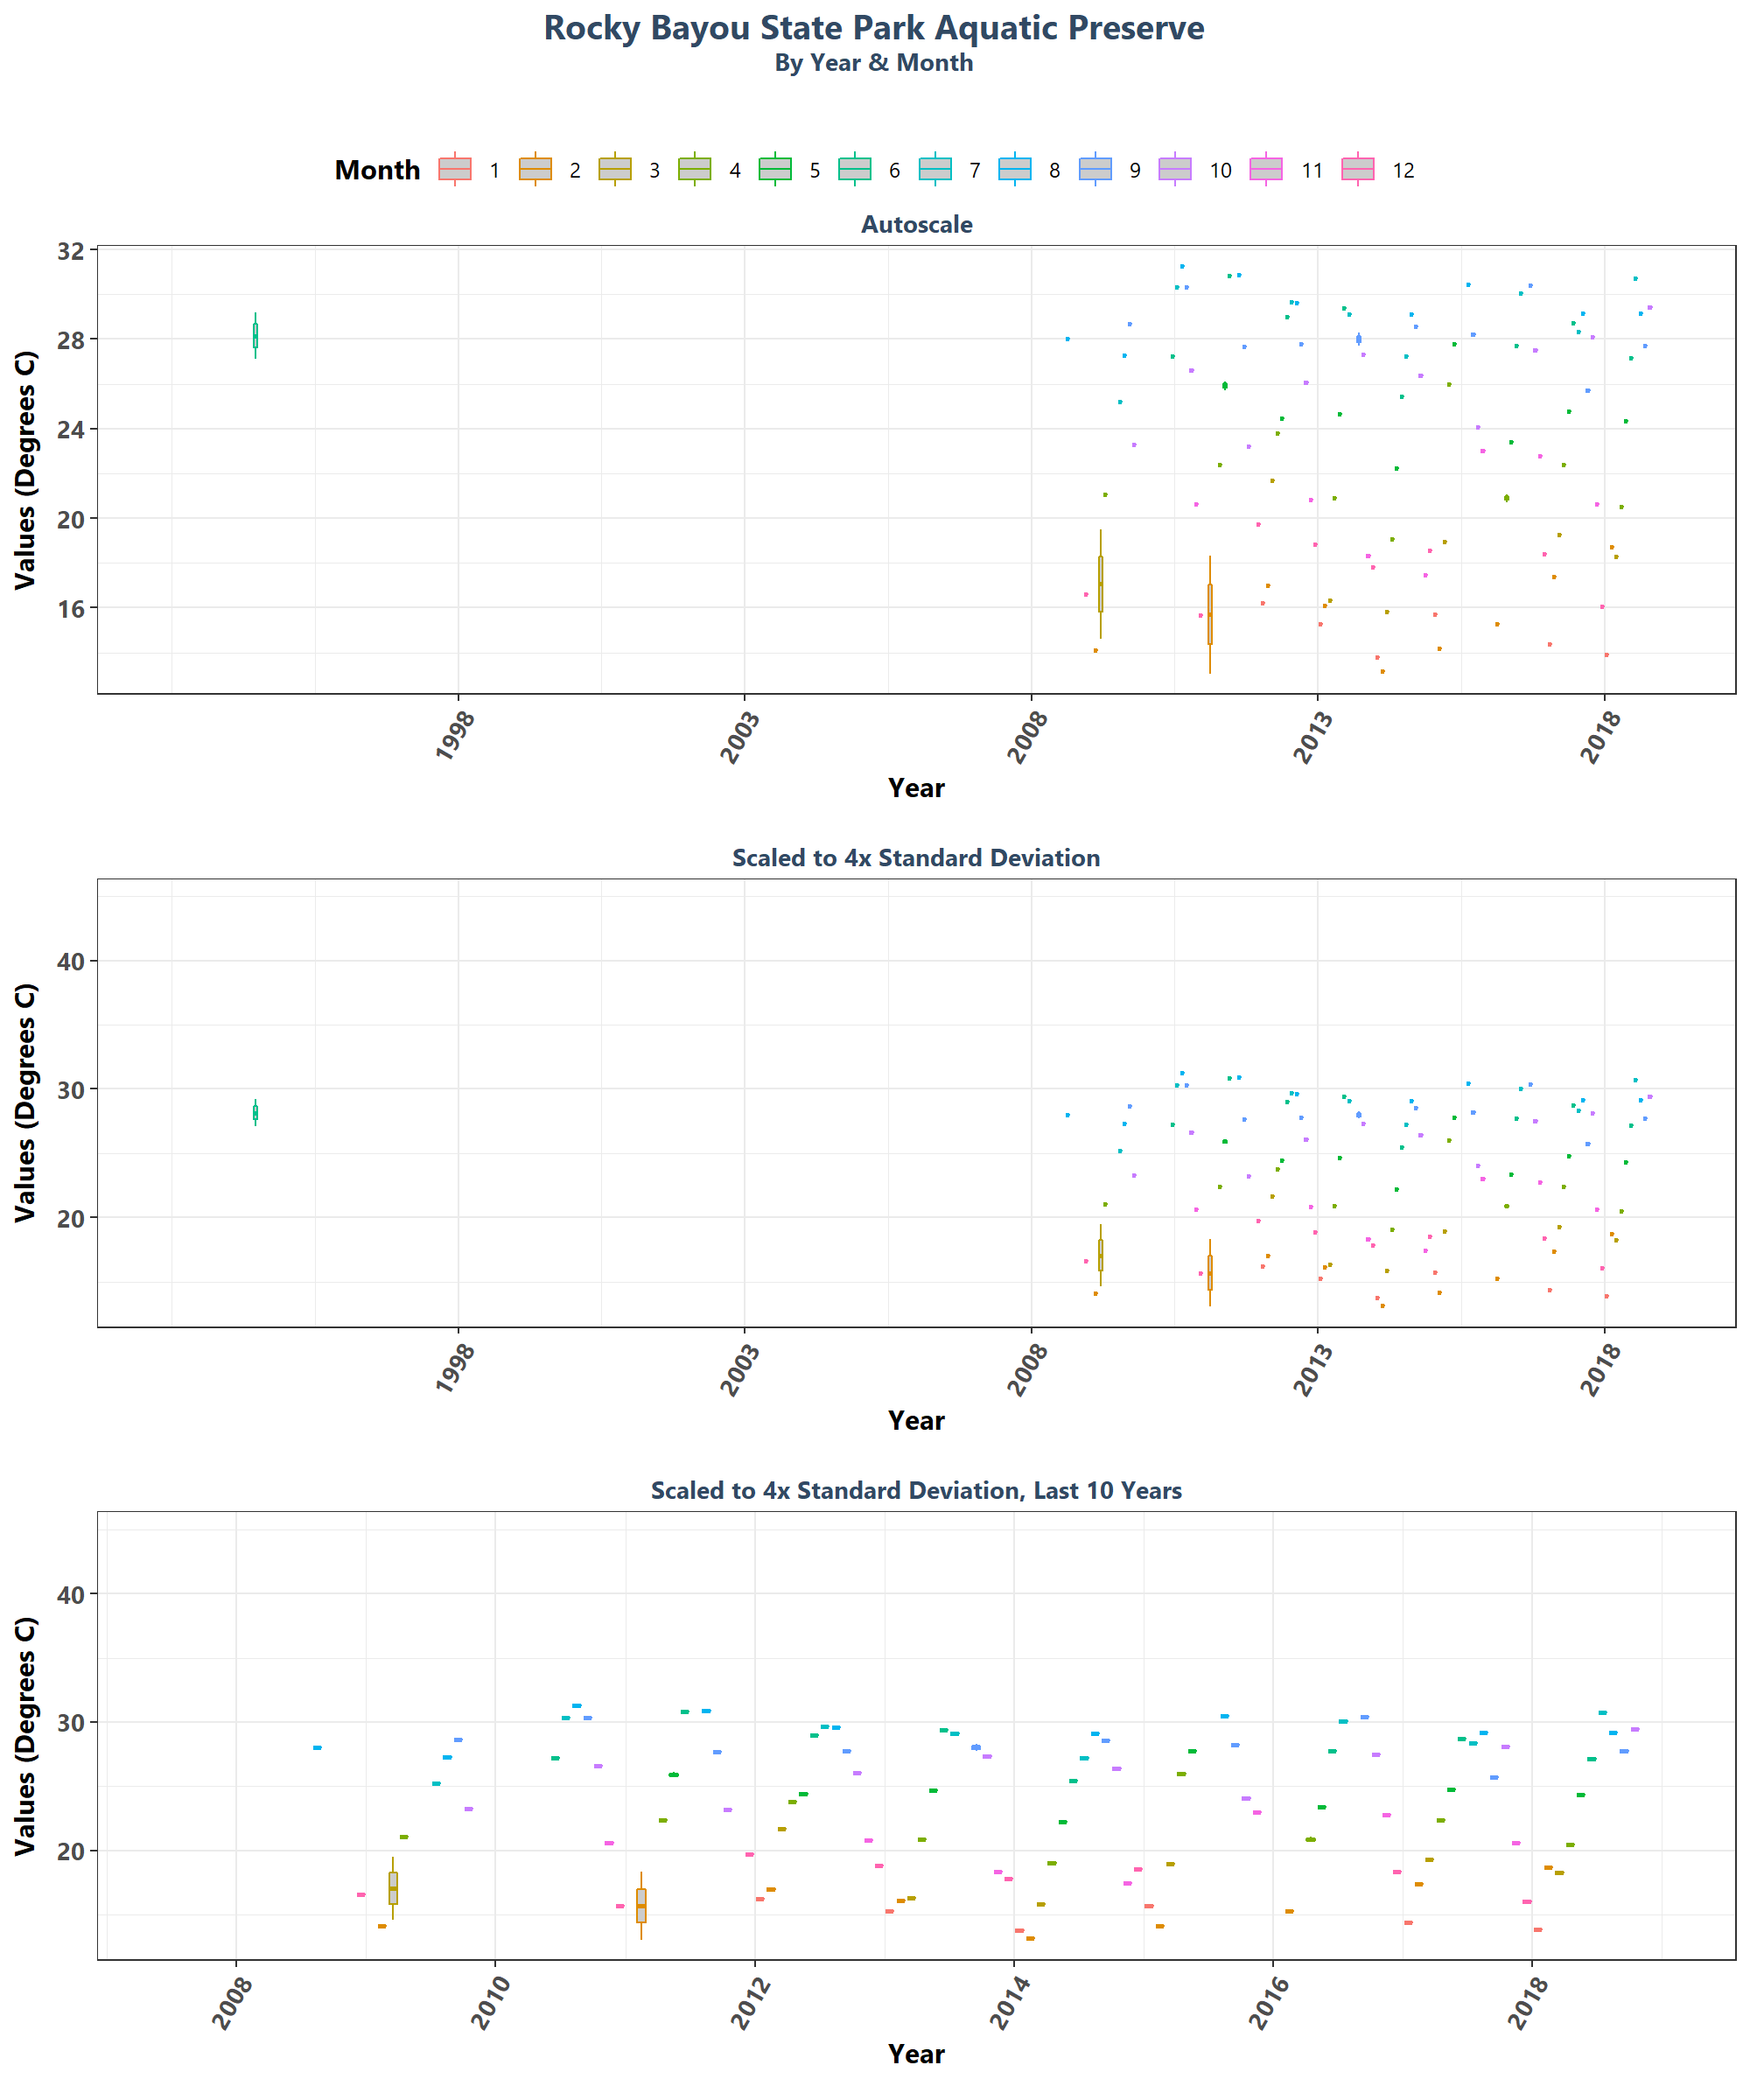 Rocky Bayou State Park Aquatic Preserve
By Year & Month
Month 1 2 3 4 5 6 7 8 9 10 11 12
Autoscale
Values (Degrees C)
32
28
24
20
16
1998 2003 2008 2013 2018
Year
Scaled to 4x Standard Deviation
Values (Degrees C)
40
30
20
1998 2003 2008 2013 2018
Year
Scaled to 4x Standard Deviation, Last 10 Years
Values (Degrees C)
40
30
20
2008 2010 2012 2014 2016 2018
Year